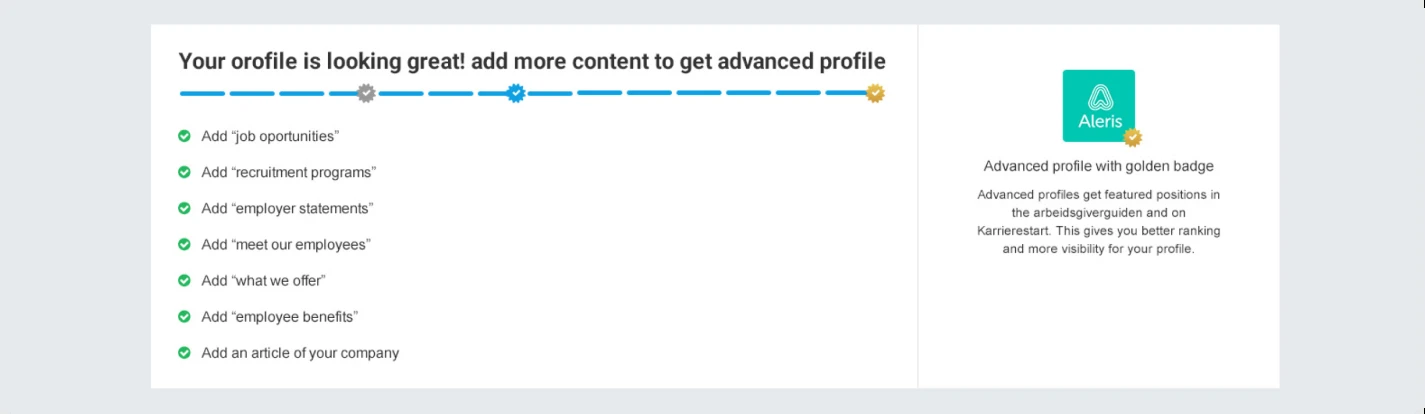 Your orofile is looking great! add more content to get advanced profile
Add “job oportunities”
Add “recruitment programs”
Add “employer statements”
Add “meet our employees”
Add “what we offer”
Add “employee benefits”
Add an article of your company
Aleris
Advanced profile with golden badge
Advanced profiles get featured positions in
the arbeidsgiverguiden and on
Karrierestart. This gives you better ranking
and more visibility for your profile.